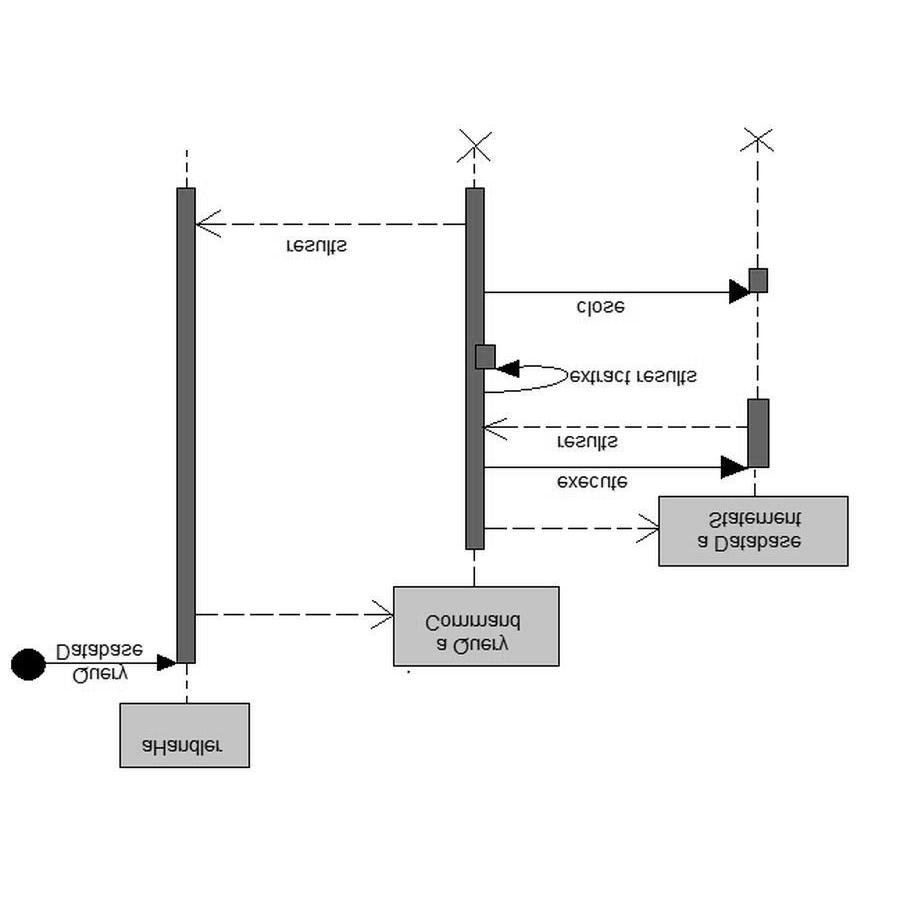 aHandler
Query
Database
a Query
Command
a Database
Statement
execute
results
extract results
close
results